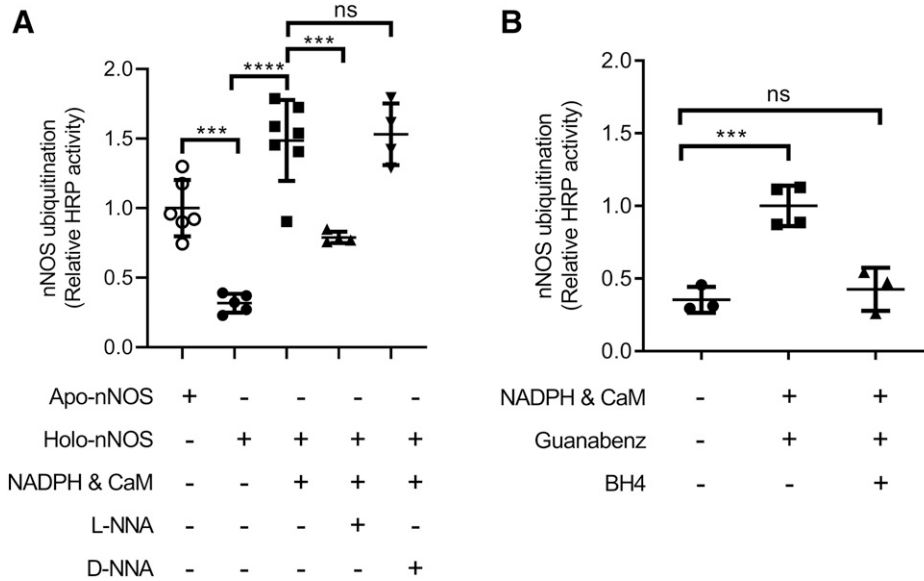 A
nNOS ubiquitination
(Relative HRP activity)
2.0
1.5
1.0
0.5
0.0
***
****
***
ns
Apo-nNOS + - - - -
Holo-nNOS - + + + +
NADPH & CaM - - + + +
L-NNA - - - + -
D-NNA - - - - +
B
nNOS ubiquitination
(Relative HRP activity)
2.0
1.5
1.0
0.5
0.0
ns
***
NADPH & CaM - + +
Guanabenz - + +
BH4 - - +